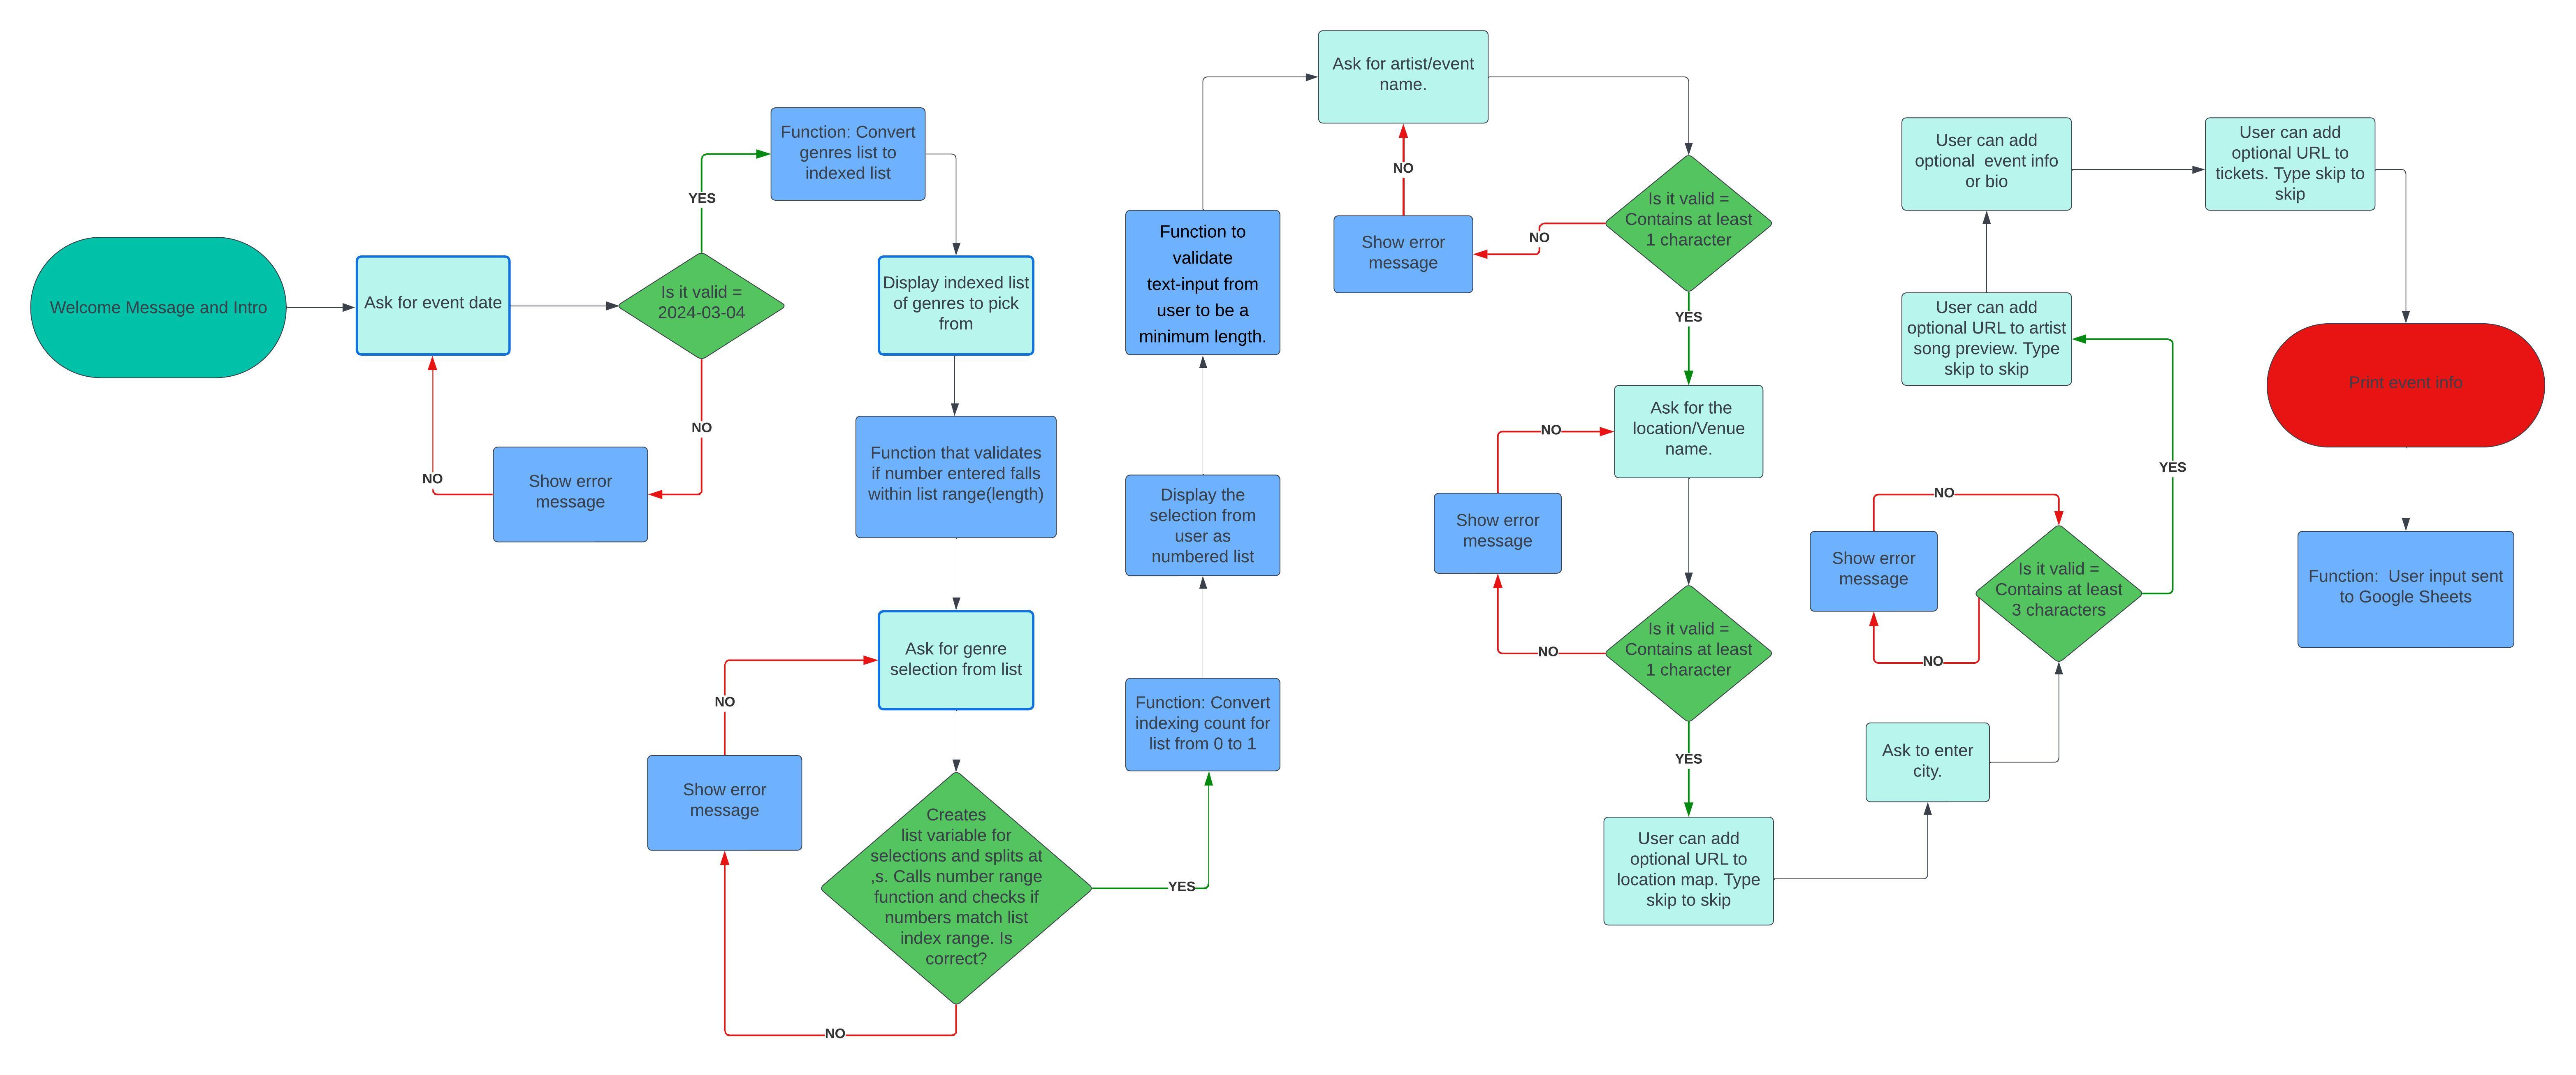 Welcome Message and Intro
Ask for event date
Is it valid =
2024-03-04
YES
NO
Show error
message
NO
Function: Convert
genres list to
indexed list
Display indexed list
of genres to pick
from
Function that validates
if number entered falls
within list range(length)
Ask for genre
selection from list
Creates
list variable for
selections and splits at
,s. Calls number range
function and checks if
numbers match list
index range. Is
correct?
NO
Show error
message
NO
YES
Function: Convert
indexing count for
list from 0 to 1
Display the
selection from
user as
numbered list
Function to
validate
text-input from
user to be a
minimum length.
Ask for artist/event
name.
Is it valid =
Contains at least
1 character
NO
Show error
message
NO
YES
Ask for the
location/Venue
name.
Is it valid =
Contains at least
1 character
NO
Show error
message
NO
YES
User can add
optional URL to
location map. Type
skip to skip
Ask to enter
city.
Is it valid =
Contains at least
3 characters
NO
Show error
message
NO
YES
User can add
optional URL to artist
song preview. Type
skip to skip
User can add
optional  event info
or bio
User can add
optional URL to
tickets. Type skip to
skip
Print event info
Function:  User input sent
to Google Sheets